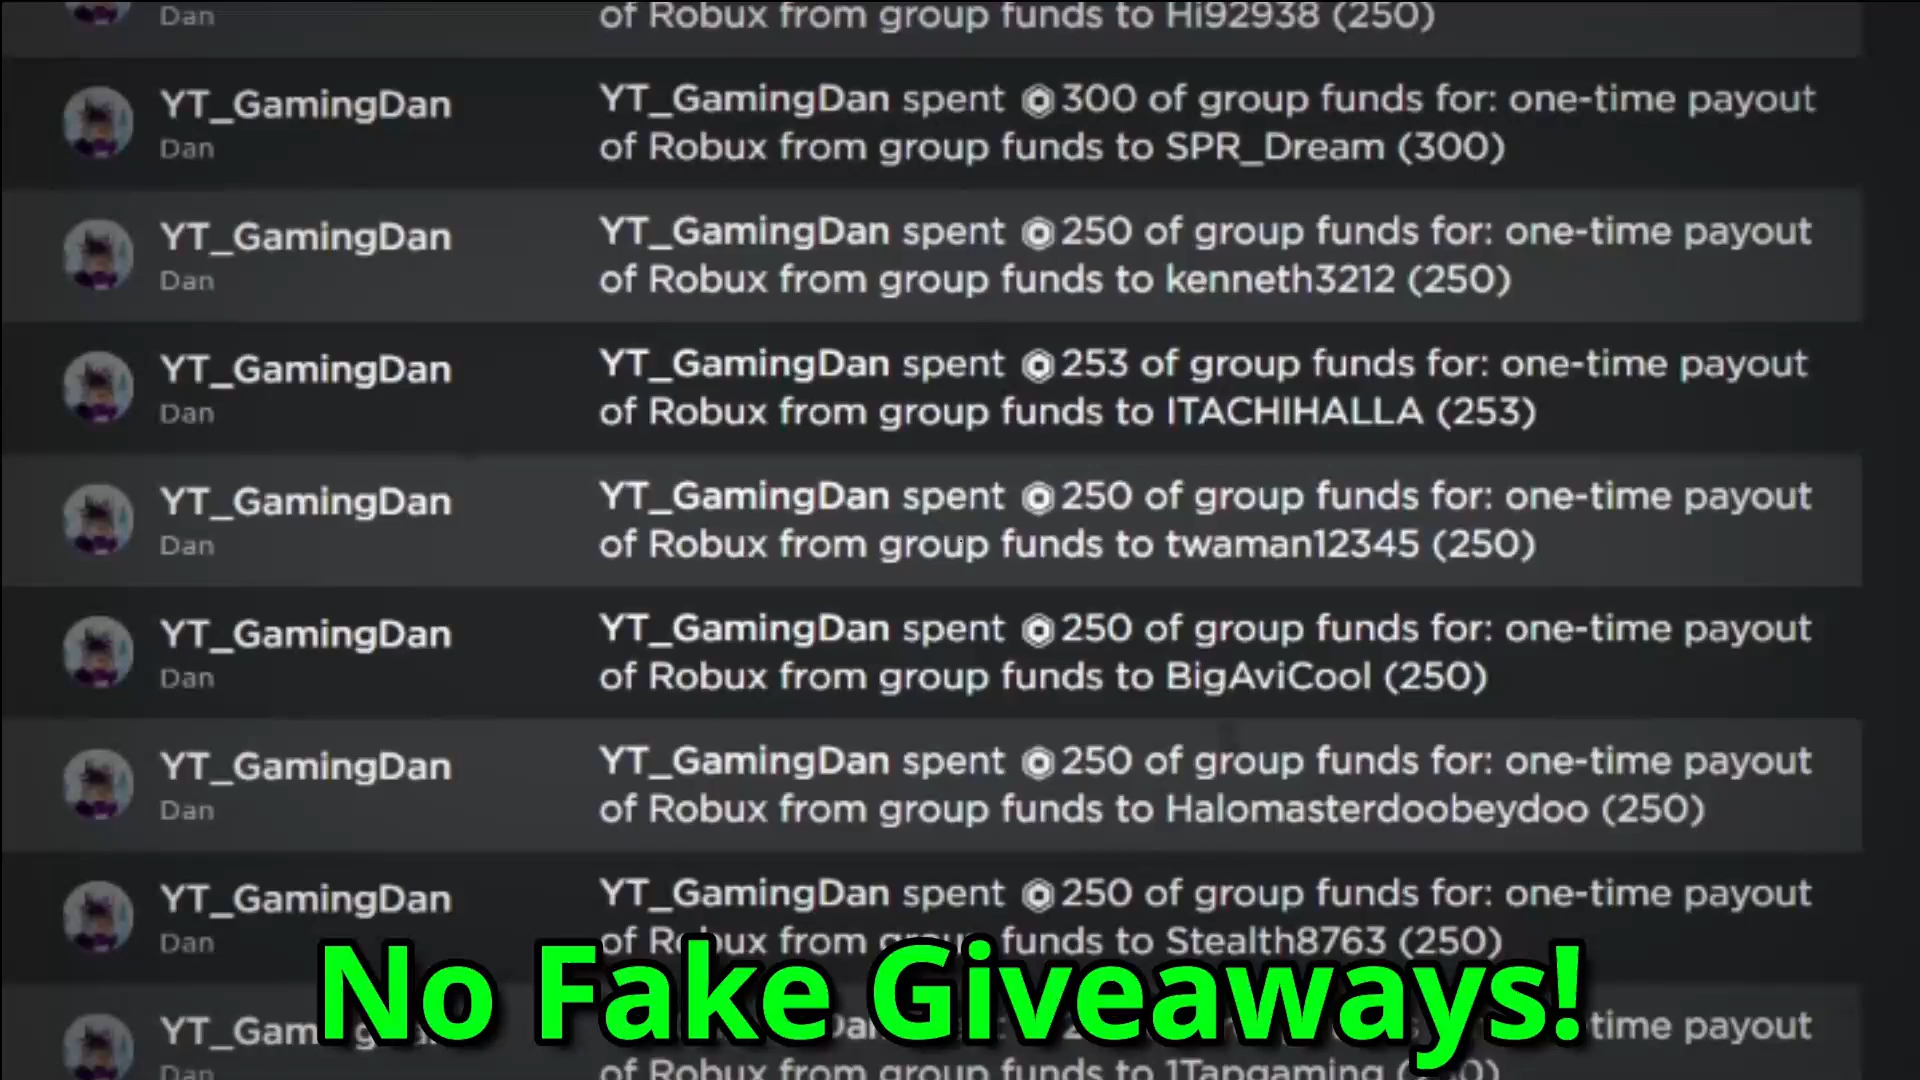 Dan
of Robux from group funds to Hi92938 (250)
YT_GamingDan
Dan
YT_GamingDan spent 300 of group funds for: one-time payout
of Robux from group funds to SPR_Dream (300)
YT_GamingDan
Dan
YT_GamingDan spent 250 of group funds for: one-time payout
of Robux from group funds to kenneth3212 (250)
YT_GamingDan
Dan
YT_GamingDan spent 253 of group funds for: one-time payout
of Robux from group funds to ITACHIHALLA (253)
YT_GamingDan
Dan
YT_GamingDan spent 250 of group funds for: one-time payout
of Robux from group funds to twaman12345 (250)
YT_GamingDan
Dan
YT_GamingDan spent 250 of group funds for: one-time payout
of Robux from group funds to BigAviCool (250)
YT_GamingDan
Dan
YT_GamingDan spent 250 of group funds for: one-time payout
of Robux from group funds to Halomasterdoobeydoo (250)
YT_GamingDan
Dan
YT_GamingDan spent 250 of group funds for: one-time payout
of Robux from group funds to Stealth8763 (250)
No Fake Giveaways!
Dan
payout
of Robux from group funds to 1Tapgaming